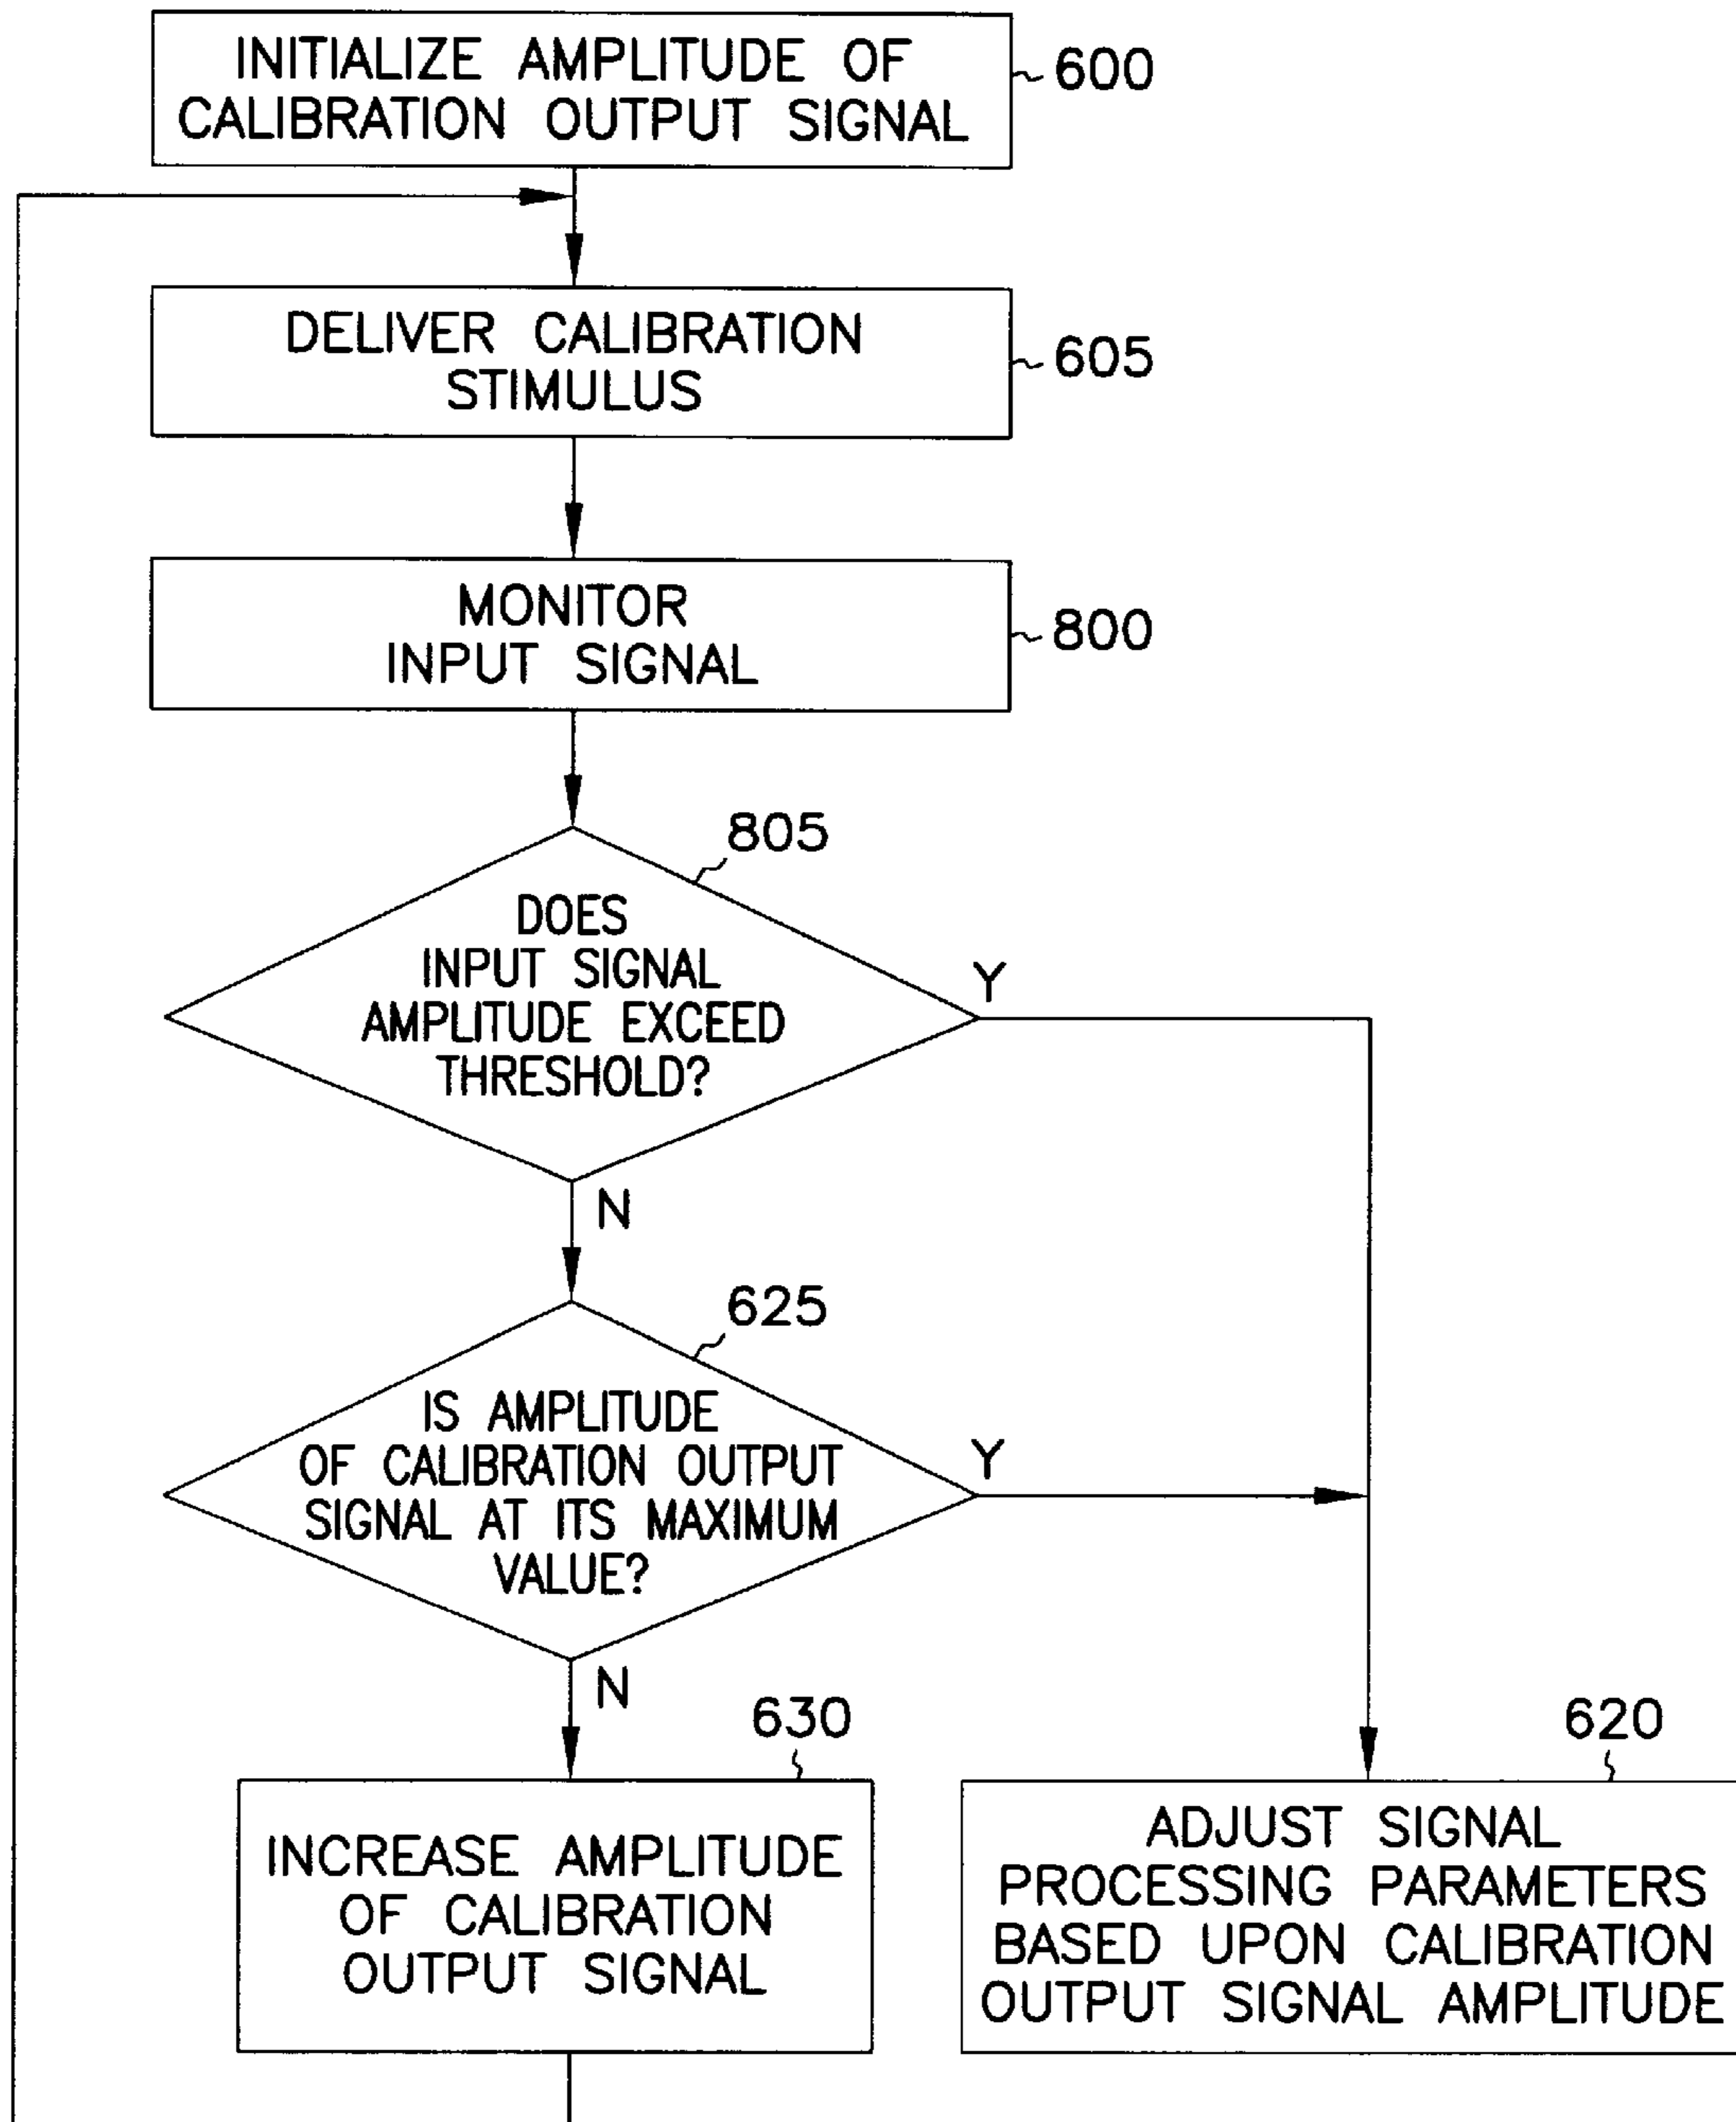 INITIALIZE AMPLITUDE OF
CALIBRATION OUTPUT SIGNAL
600
DELIVER CALIBRATION
STIMULUS
605
MONITOR
INPUT SIGNAL
800
805
DOES
INPUT SIGNAL
AMPLITUDE EXCEED
THRESHOLD?
Y
N
625
IS AMPLITUDE
OF CALIBRATION OUTPUT
SIGNAL AT ITS MAXIMUM
VALUE?
Y
N
630
INCREASE AMPLITUDE
OF CALIBRATION
OUTPUT SIGNAL
620
ADJUST SIGNAL
PROCESSING PARAMETERS
BASED UPON CALIBRATION
OUTPUT SIGNAL AMPLITUDE